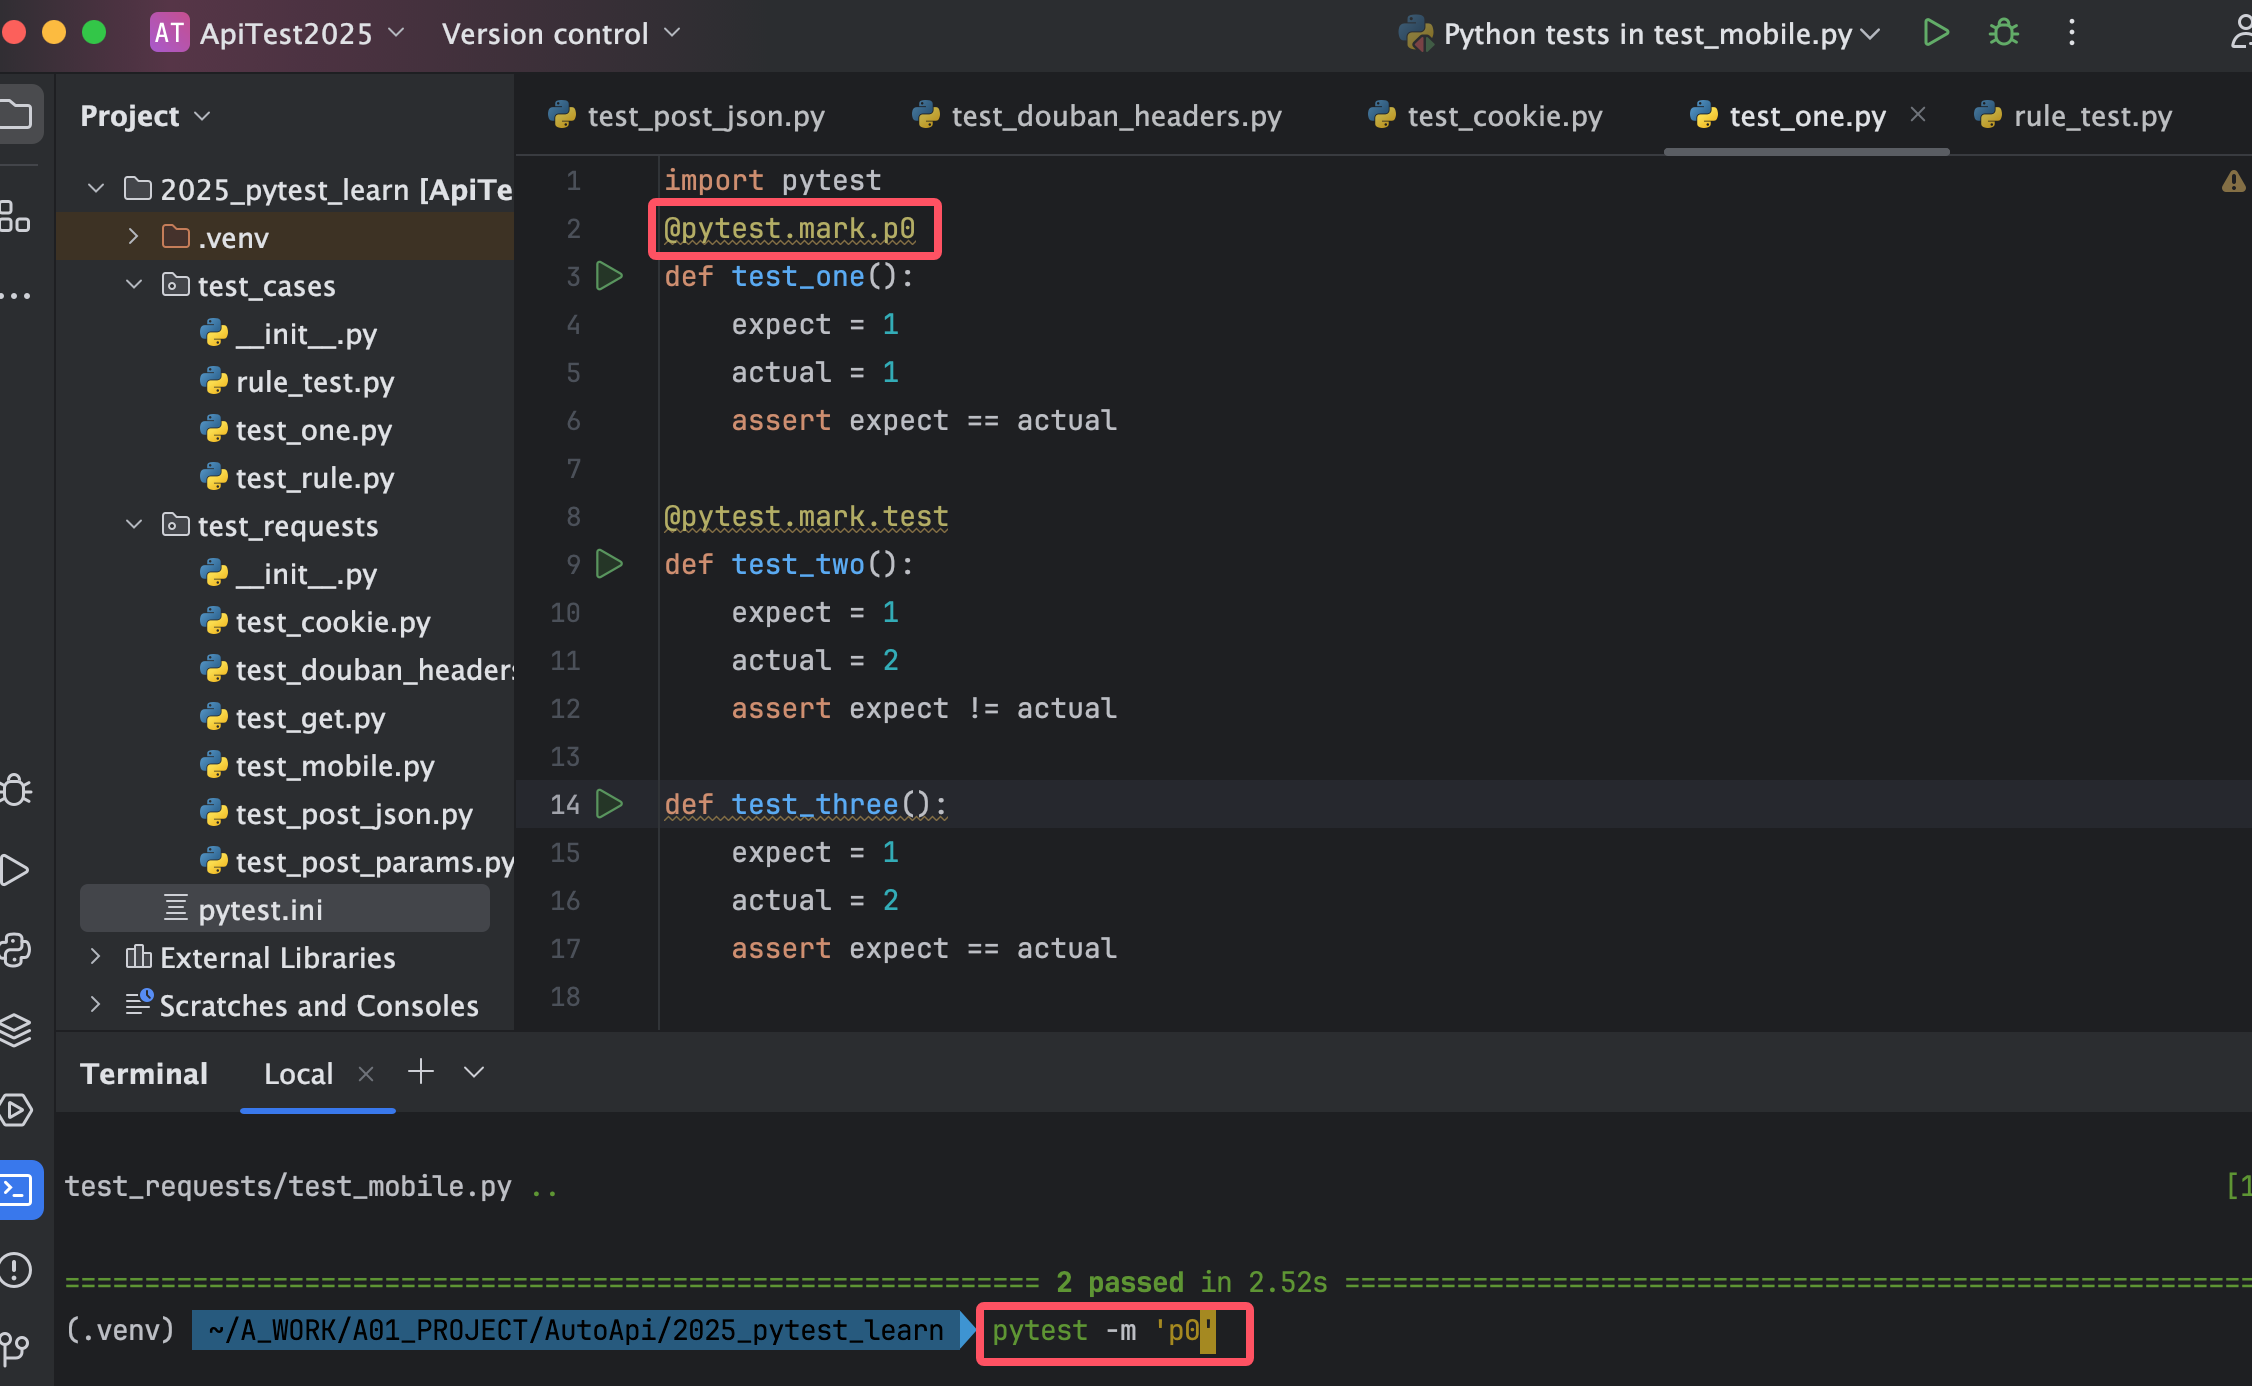 AT ApiTest2025 Version control Python tests in test_mobile.py
Project
test_post_json.py test_douban_headers.py test_cookie.py test_one.py rule_test.py
2025_pytest_learn [ApiTe
.venv
test_cases
__init__.py
rule_test.py
test_one.py
test_rule.py
test_requests
__init__.py
test_cookie.py
test_douban_headers
test_get.py
test_mobile.py
test_post_json.py
test_post_params.py
pytest.ini
External Libraries
Scratches and Consoles
1 import pytest
2 @pytest.mark.p0
3 def test_one():
4 expect = 1
5 actual = 1
6 assert expect == actual
7
8 @pytest.mark.test
9 def test_two():
10 expect = 1
11 actual = 2
12 assert expect != actual
13
14 def test_three():
15 expect = 1
16 actual = 2
17 assert expect == actual
18
Terminal Local
test_requests/test_mobile.py .. [1
============================================================= 2 passed in 2.52s =========================================================
(.venv) ~/A_WORK/A01_PROJECT/AutoApi/2025_pytest_learn pytest -m 'p0'